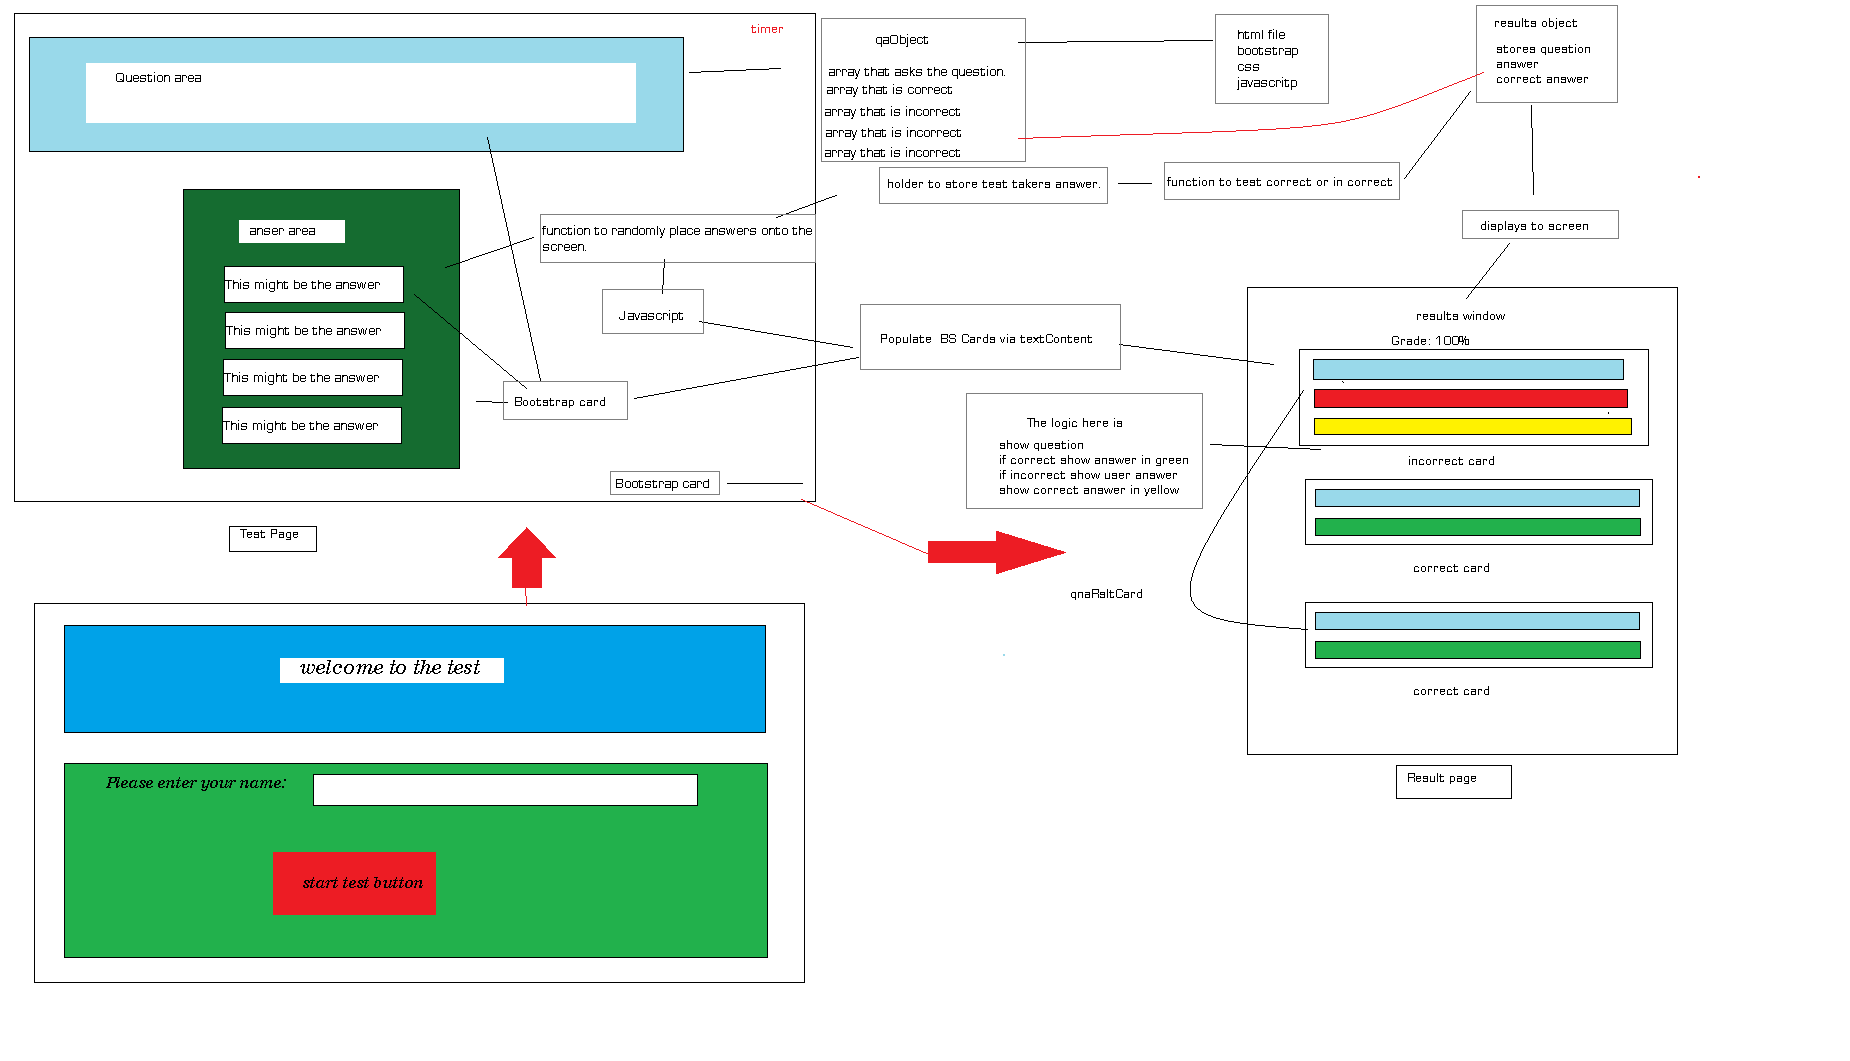 timer
Question area
anser area
This might be the answer
This might be the answer
This might be the answer
This might be the answer
function to randomly place answers onto the
screen.
Javascript
Bootstrap card
Bootstrap card
Test Page
qaObject
array that asks the question.
array that is correct
array that is incorrect
array that is incorrect
array that is incorrect
html file
bootstrap
css
javascritp
results object
stores question
answer
correct answer
holder to store test takers answer.
function to test correct or in correct
displays to screen
Populate BS Cards via textContent
The logic here is
show question
if correct show answer in green
if incorrect show user answer
show correct answer in yellow
qnaRsltCard
results window
Grade: 100%
incorrect card
correct card
correct card
Result page
welcome to the test
Please enter your name:
start test button